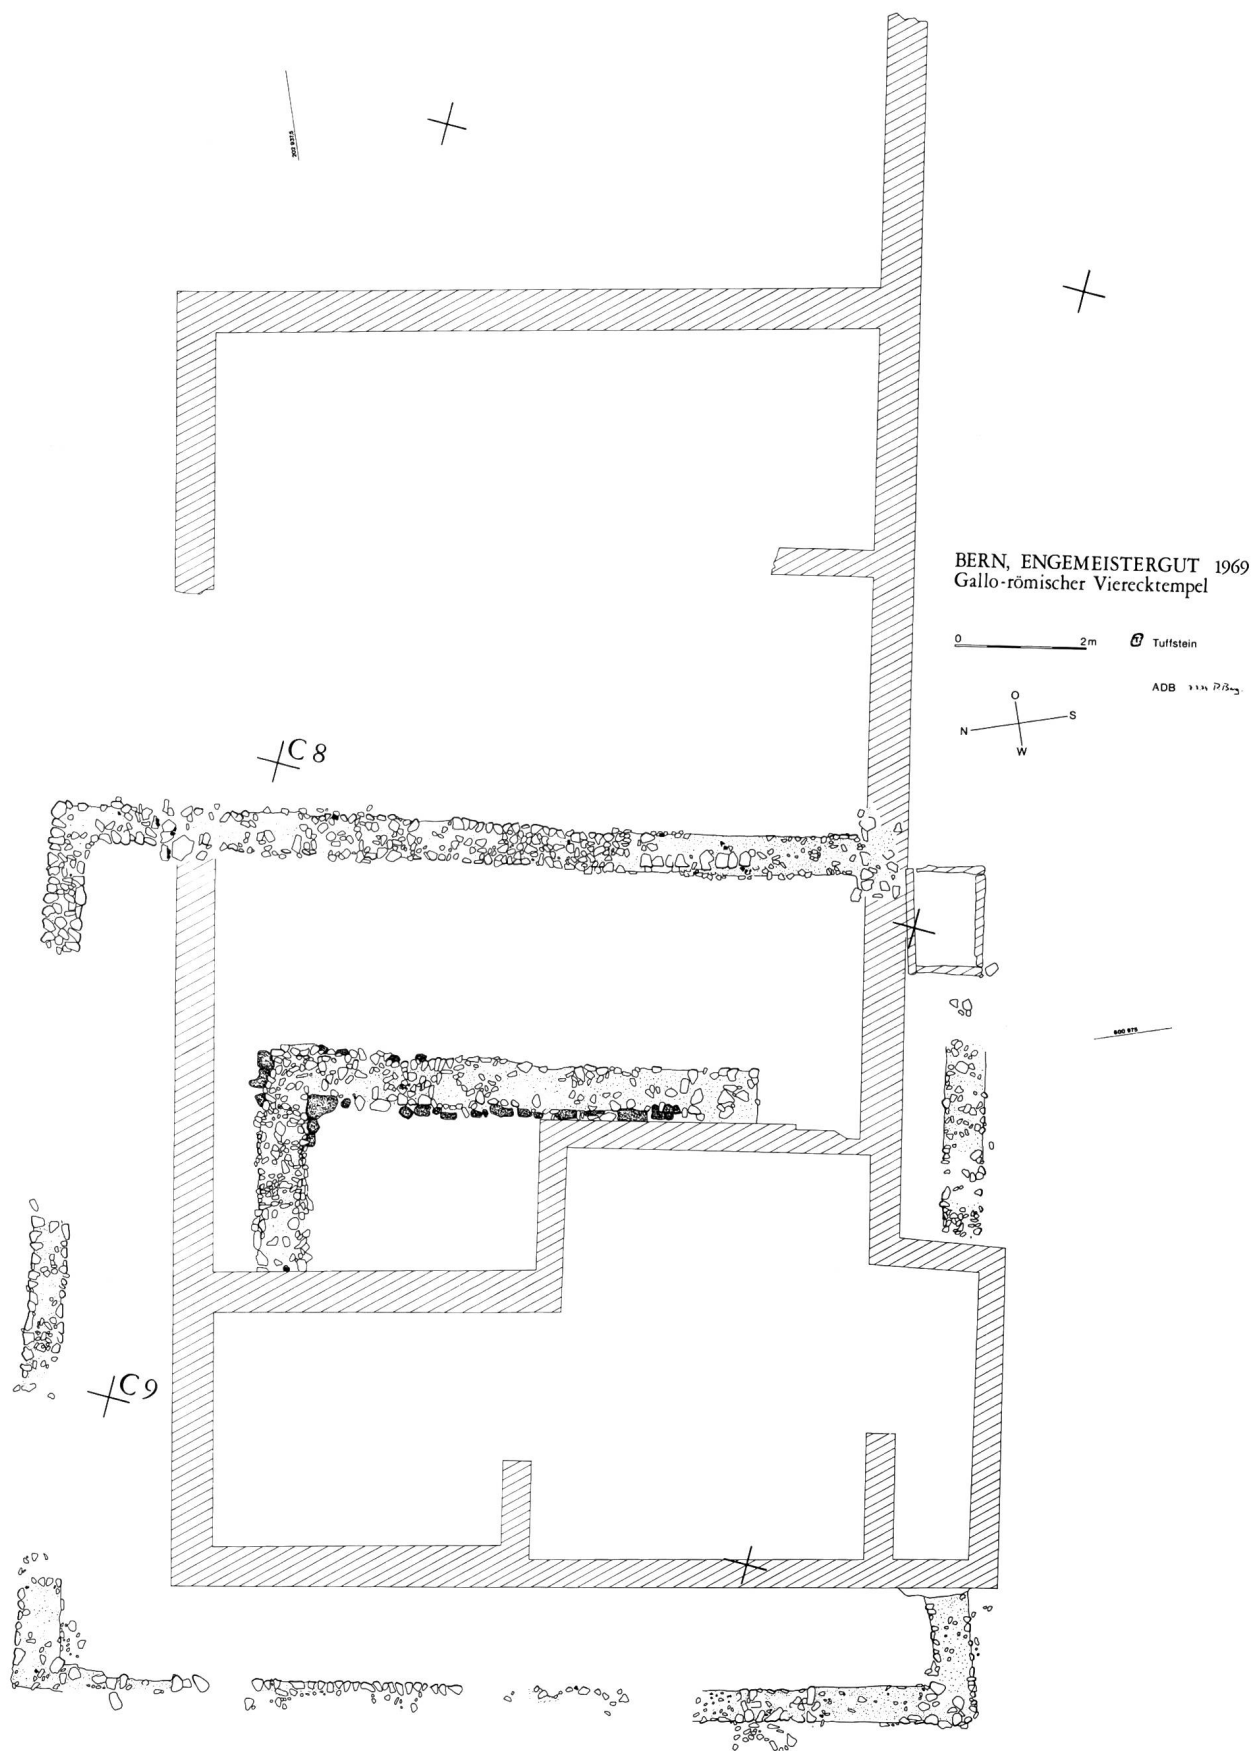 BERN, ENGEMEISTERGUT 1969
Gallo-römischer Vierecktempel
0 2m
Tuffstein
ADB
O
N S
W
C 8
C 9